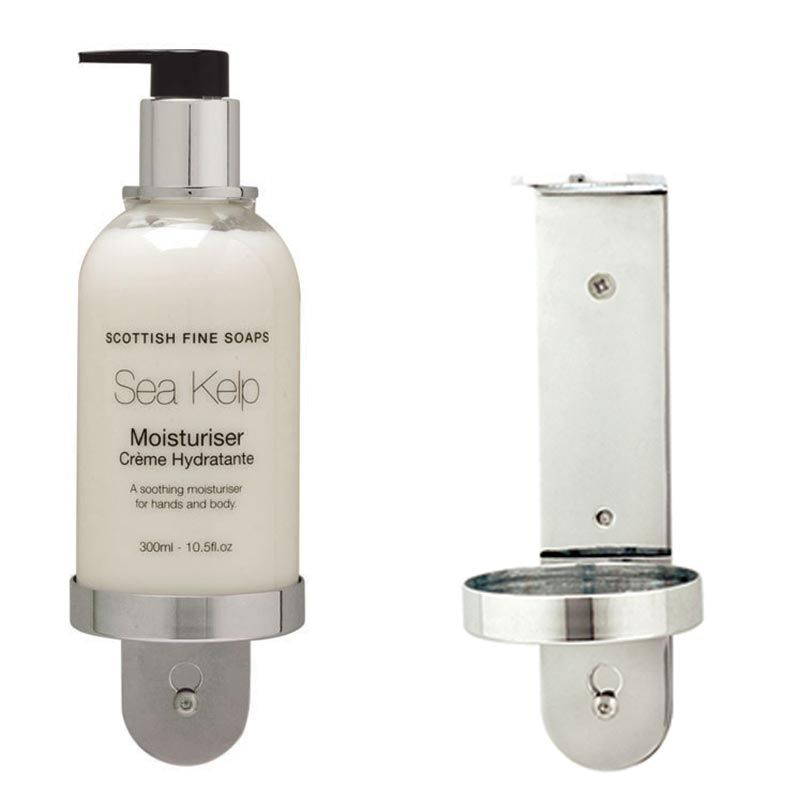 SCOTTISH FINE SOAPS
Sea Kelp
Moisturiser
Crème Hydratante
A soothing moisturiser
for hands and body.
300ml - 10.5fl.oz